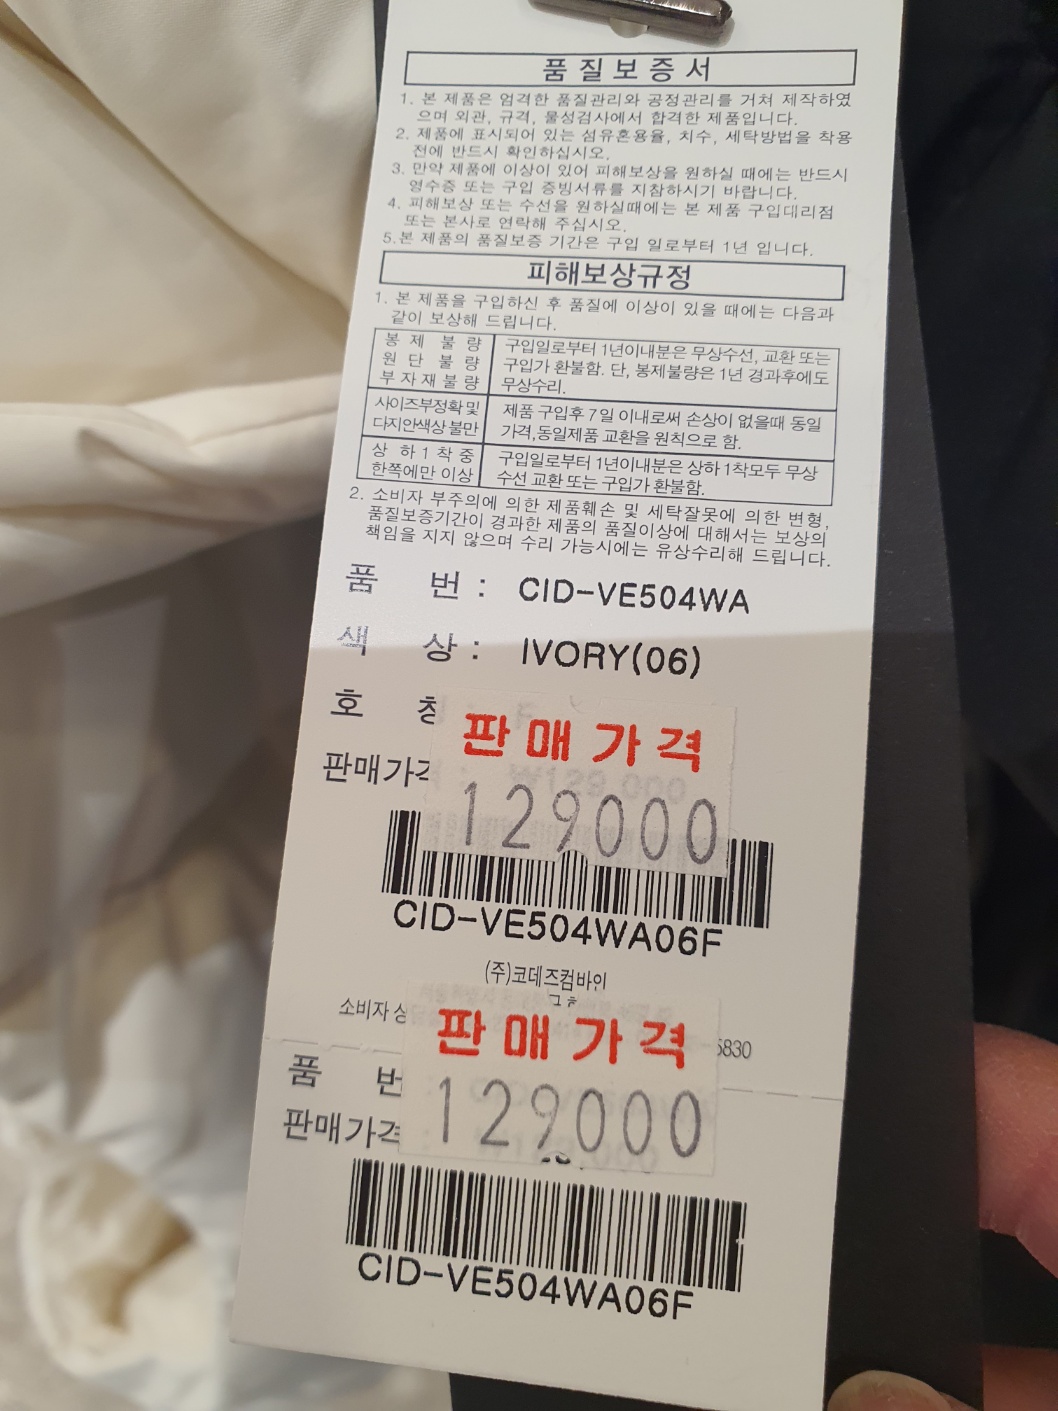 품질보증서
1. 본 제품은 엄격한 품질관리와 공정관리를 거쳐 제작하였
으며 외관, 규격, 물성검사에서 합격한 제품입니다.
2. 제품에 표시되어 있는 섬유혼용율, 치수, 세탁방법을 착용
전에 반드시 확인하십시오.
3. 만약 제품에 이상이 있어 피해보상을 원하실 때에는 반드시
영수증 또는 구입 증빙서류를 지참하시기 바랍니다.
4. 피해보상 또는 수선을 원하실때에는 본 제품 구입대리점
또는 본사로 연락해 주십시오.
5.본 제품의 품질보증 기간은 구입 일로부터 1년 입니다.
피해보상규정
1. 본 제품을 구입하신 후 품질에 이상이 있을 때에는 다음과
같이 보상해 드립니다.
봉제불량
원단불량
부자재불량
구입일로부터 1년이내분은 무상수선, 교환 또는
구입가 환불함. 단, 봉제불량은 1년 경과후에도
무상수리.
사이즈부정확 및
다지안색상 불만
제품 구입후 7일 이내로써 손상이 없을때 동일
가격,동일제품 교환을 원칙으로 함.
상하1착중
한쪽에만 이상
구입일로부터 1년이내분은 상하 1착모두 무상
수선 교환 또는 구입가 환불함.
2. 소비자 부주의에 의한 제품훼손 및 세탁잘못에 의한 변형,
품질보증기간이 경과한 제품의 품질이상에 대해서는 보상의
책임을 지지 않으며 수리 가능시에는 유상수리해 드립니다.
품 번 : CID-VE504WA
색 상 : IVORY(06)
호 칭 : F
판매가격
판매가격 : ₩129,000
129000
CID-VE504WA06F
(주)코데즈컴바인
소비자 상
5830
판매가격
품 번
129000
판매가격
CID-VE504WA06F